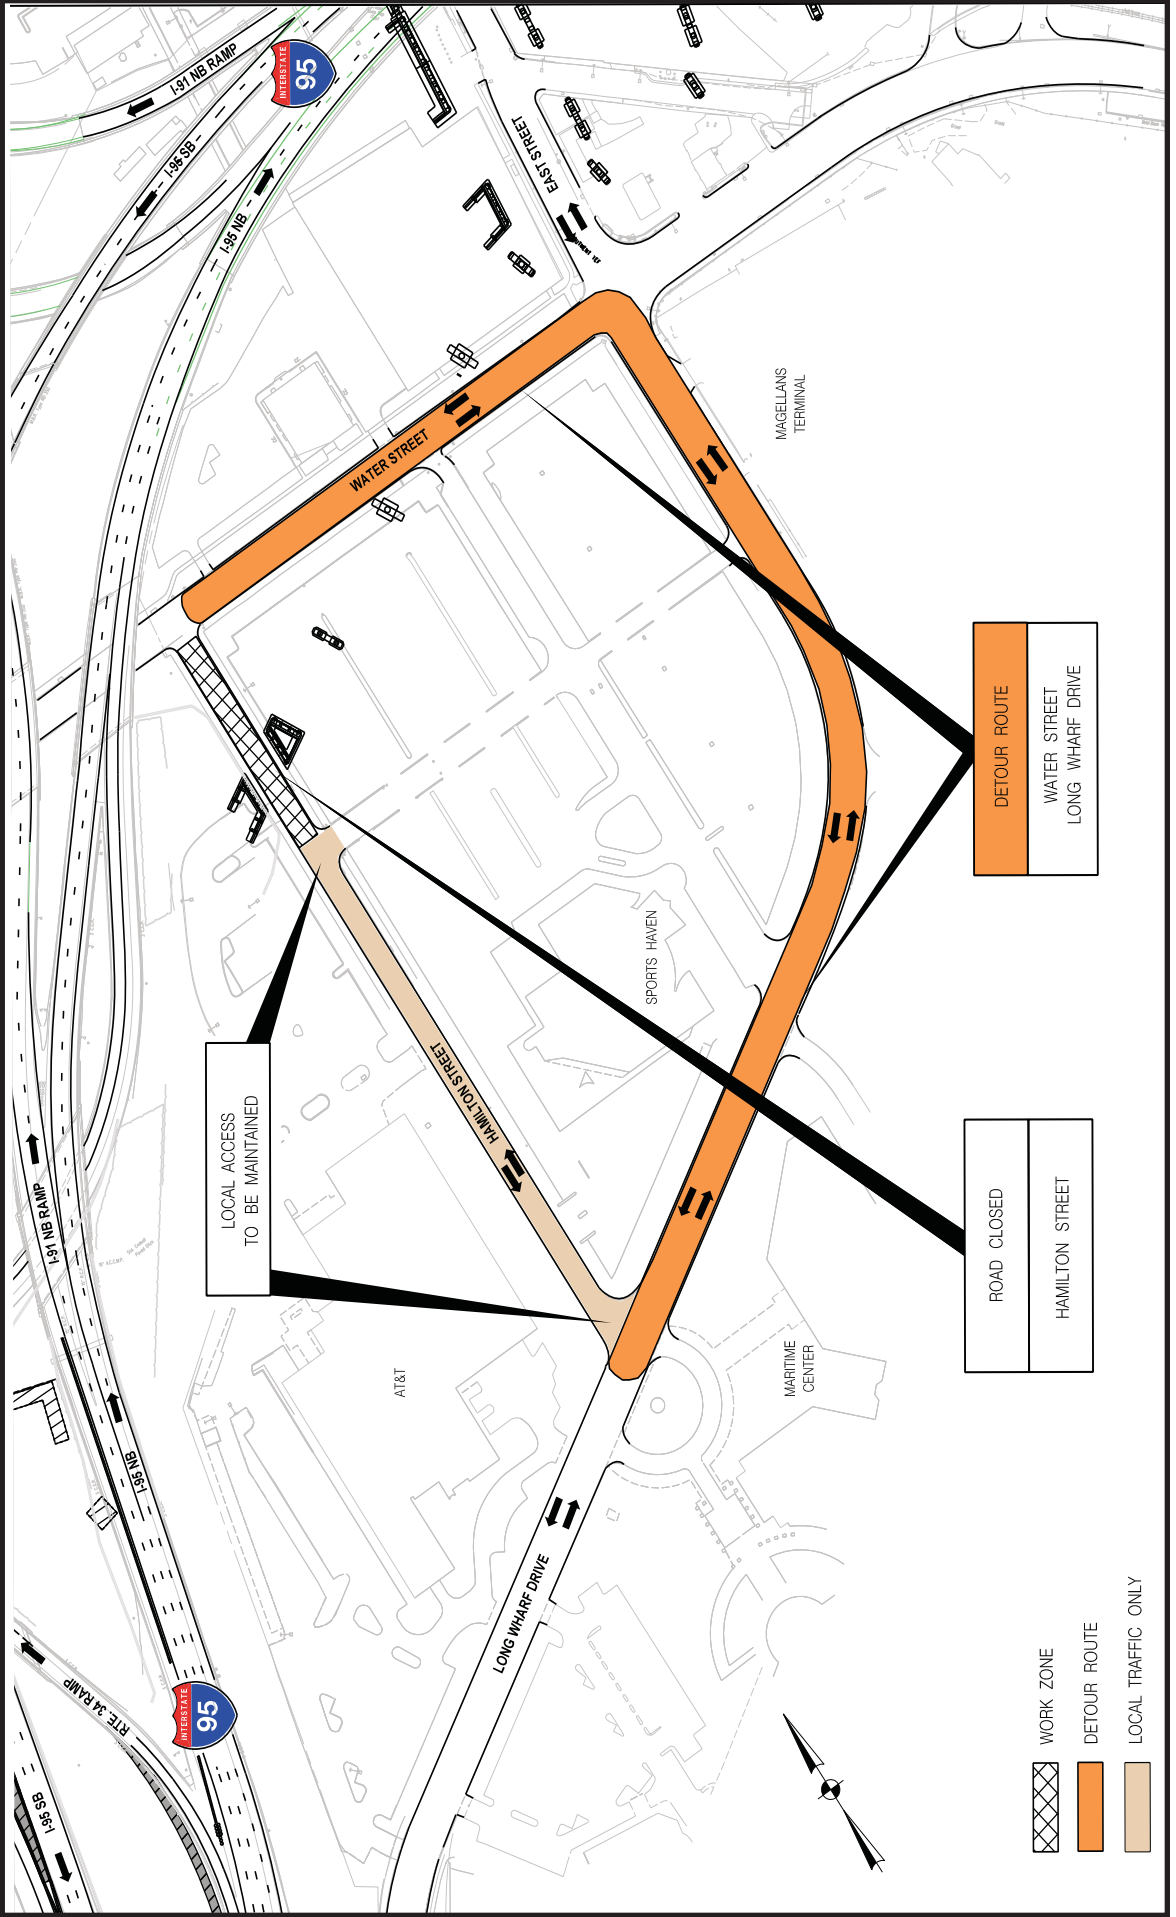 I-91 NB RAMP
INTERSTATE
95
I-95 SB
I-95 NB
EAST STREET
WATER STREET
MAGELLANS
TERMINAL
DETOUR ROUTE
WATER STREET
LONG WHARF DRIVE
SPORTS HAVEN
HAMILTON STREET
LOCAL ACCESS
TO BE MAINTAINED
I-91 NB RAMP
ROAD CLOSED
HAMILTON STREET
AT&T
MARITIME
CENTER
I-95 NB
LONG WHARF DRIVE
RTE. 34 RAMP
INTERSTATE
95
I-95 SB
WORK ZONE
DETOUR ROUTE
LOCAL TRAFFIC ONLY